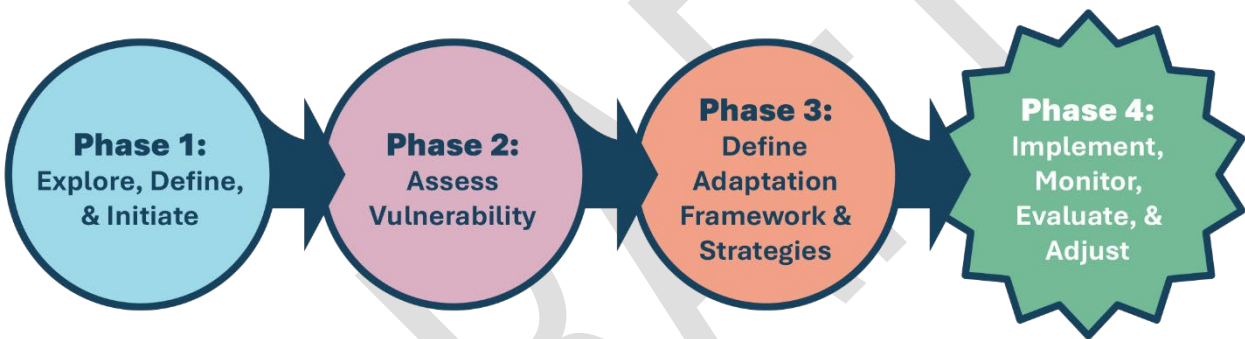 Phase 1:
Explore, Define,
& Initiate
Phase 2:
Assess
Vulnerability
Phase 3:
Define
Adaptation
Framework &
Strategies
Phase 4:
Implement,
Monitor,
Evaluate, &
Adjust